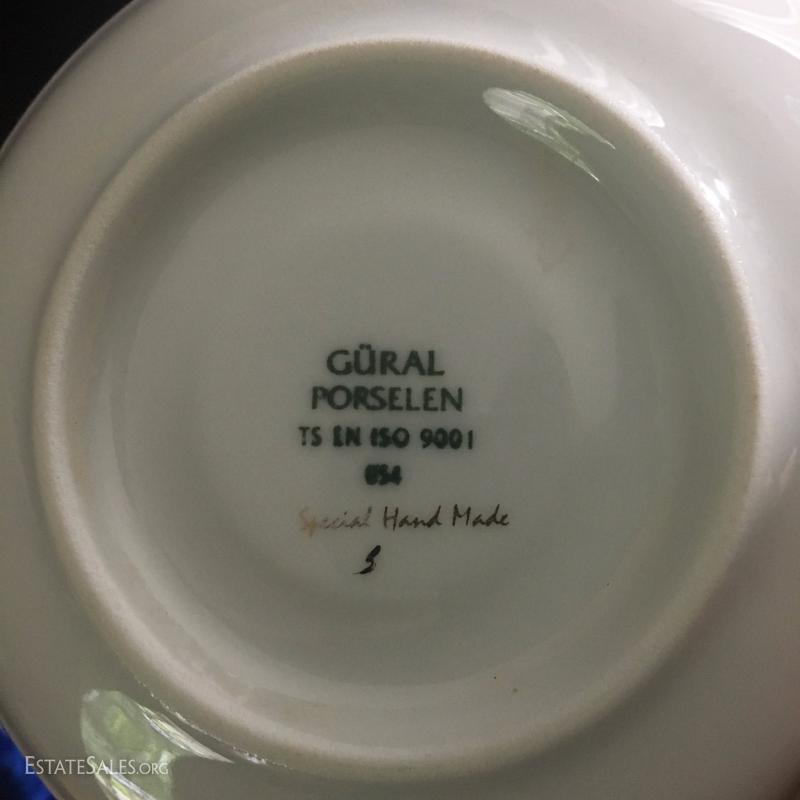 GÜRAL
PORSELEN
TS EN ISO 9001
Special Hand Made
ESTATESALES.ORG